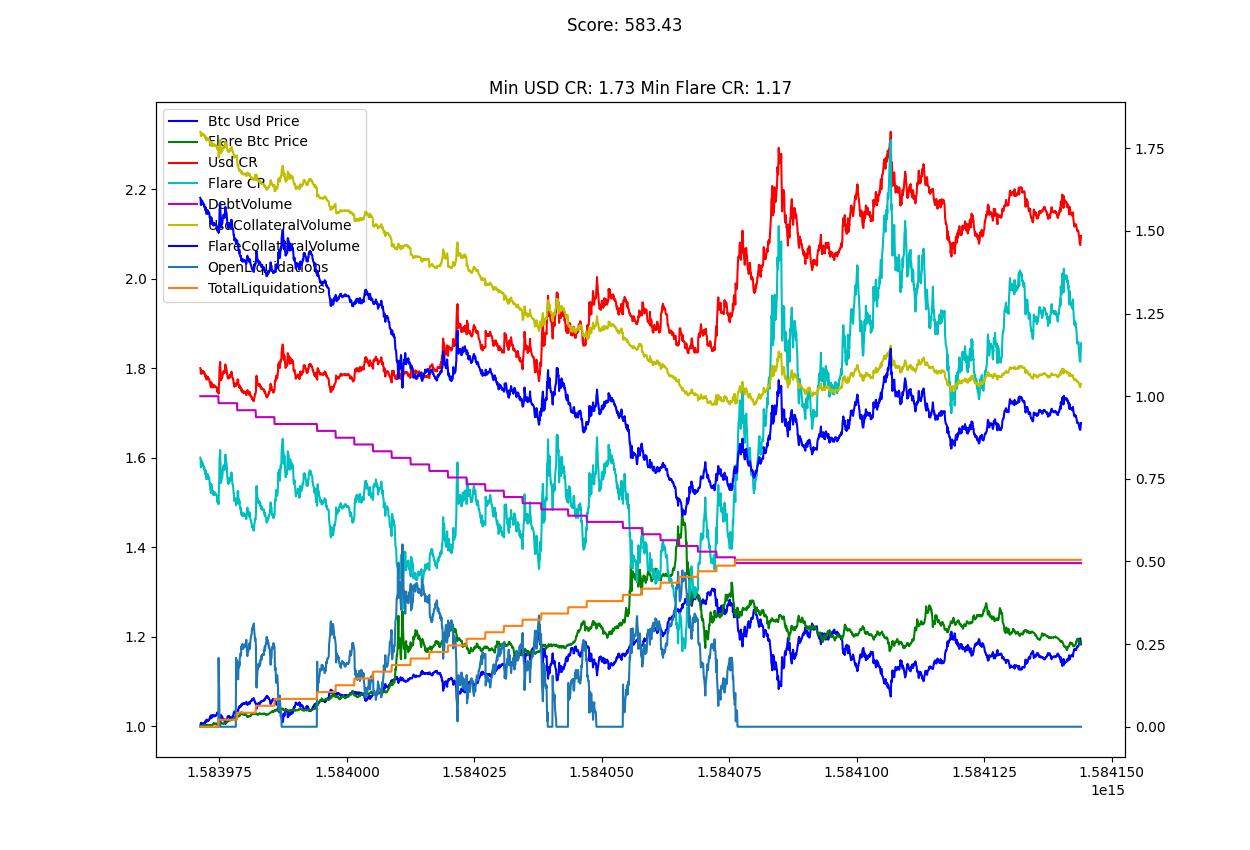 Score: 583.43
Min USD CR: 1.73 Min Flare CR: 1.17
Btc Usd Price
Flare Btc Price
Usd CR
Flare CR
DebtVolume
UsdCollateralVolume
FlareCollateralVolume
OpenLiquidations
TotalLiquidations
2.2
2.0
1.8
1.6
1.4
1.2
1.0
1.75
1.50
1.25
1.00
0.75
0.50
0.25
0.00
1.583975 1.584000 1.584025 1.584050 1.584075 1.584100 1.584125 1.584150
1e15